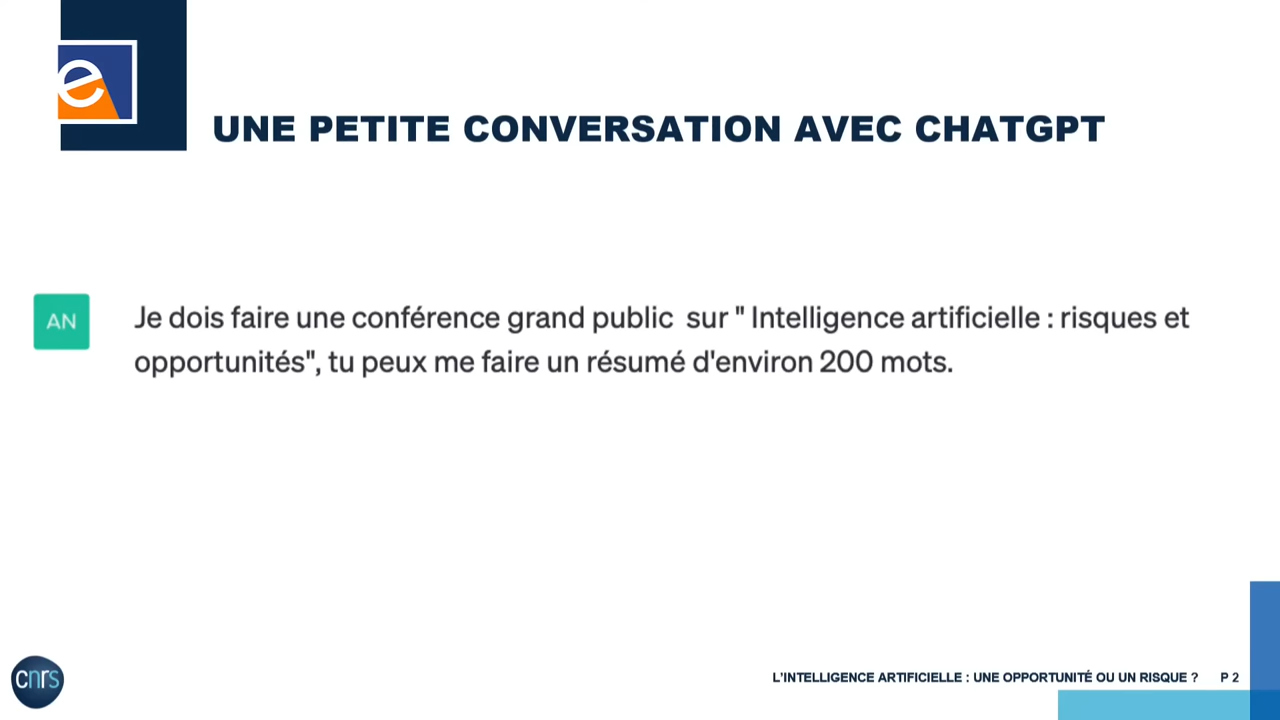 e
UNE PETITE CONVERSATION AVEC CHATGPT
AN
Je dois faire une conférence grand public  sur " Intelligence artificielle : risques et
opportunités", tu peux me faire un résumé d'environ 200 mots.
cnrs
L'INTELLIGENCE ARTIFICIELLE : UNE OPPORTUNITÉ OU UN RISQUE ? P 2